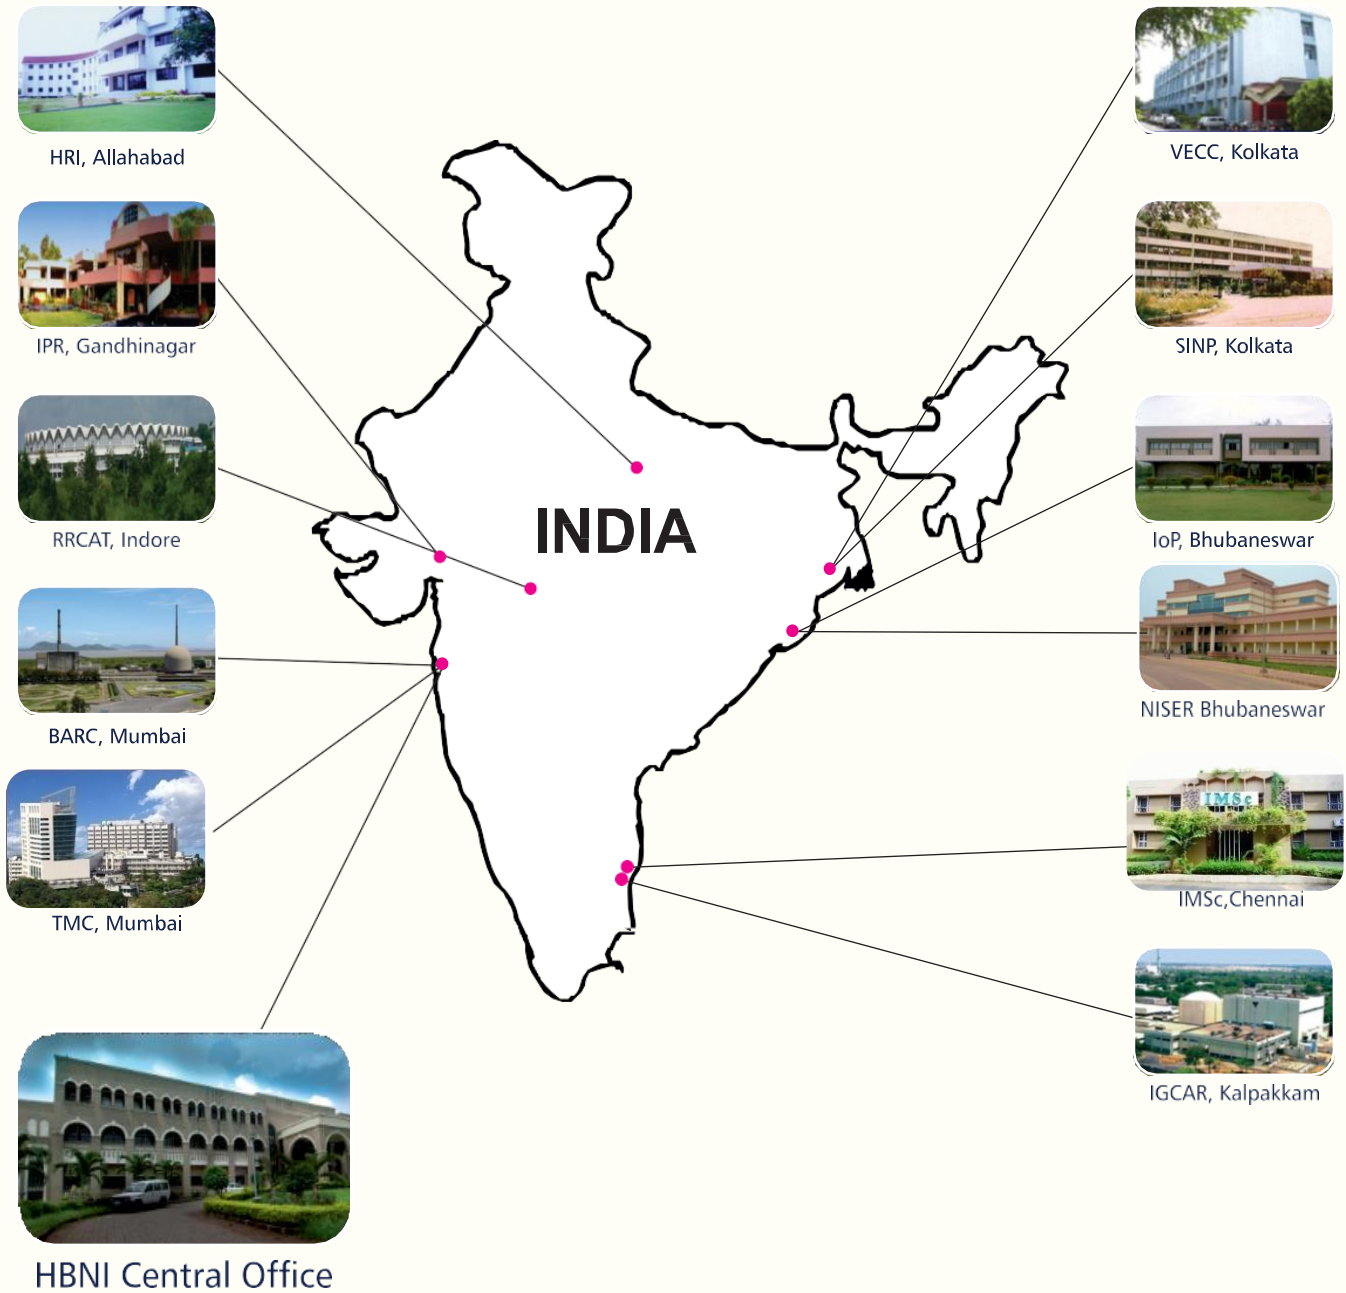 HRI, Allahabad
IPR, Gandhinagar
RRCAT, Indore
BARC, Mumbai
TMC, Mumbai
HBNI Central Office
INDIA
VECC, Kolkata
SINP, Kolkata
IoP, Bhubaneswar
NISER Bhubaneswar
IMSc
IMSc,Chennai
IGCAR, Kalpakkam